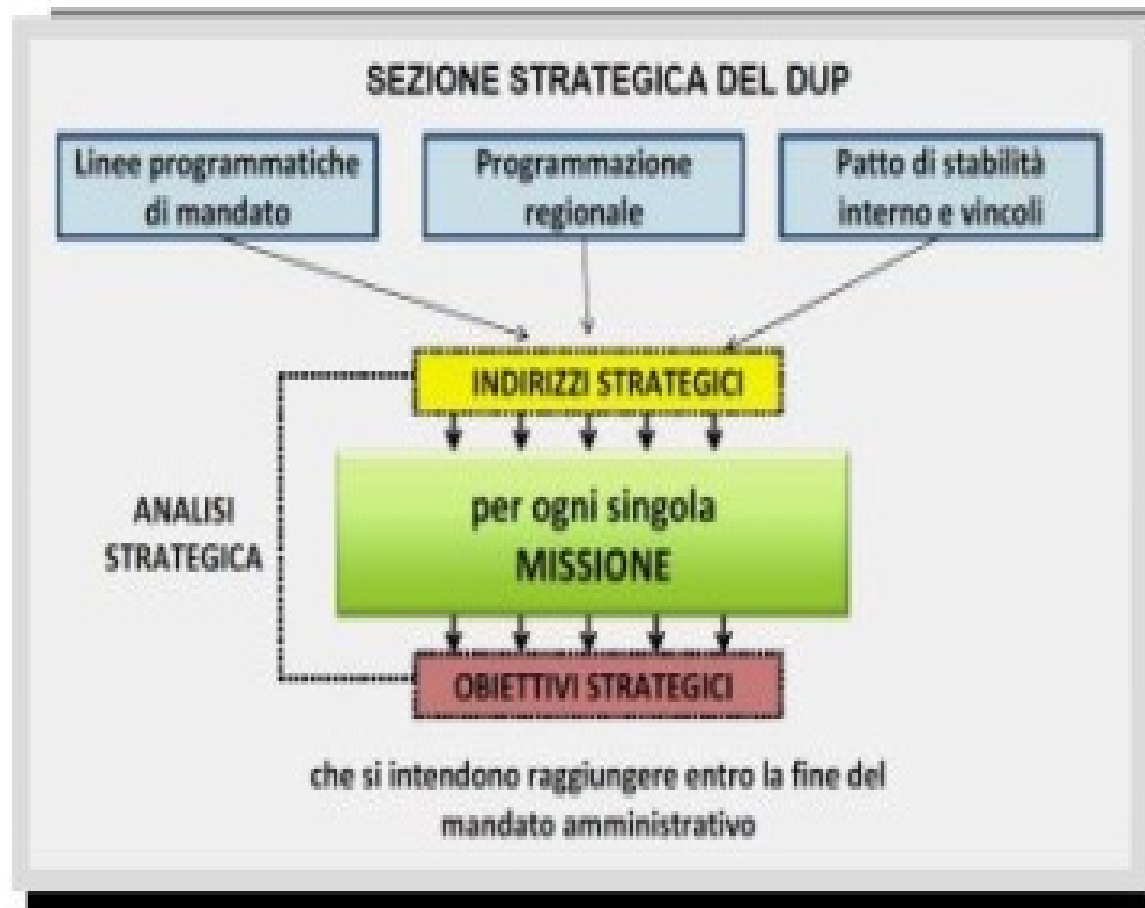 SEZIONE STRATEGICA DEL DUP
Linee programmatiche
di mandato
Programmazione
regionale
Patto di stabilità
interno e vincoli
INDIRIZZI STRATEGICI
per ogni singola
MISSIONE
ANALISI
STRATEGICA
OBIETTIVI STRATEGICI
che si intendono raggiungere entro la fine del
mandato amministrativo